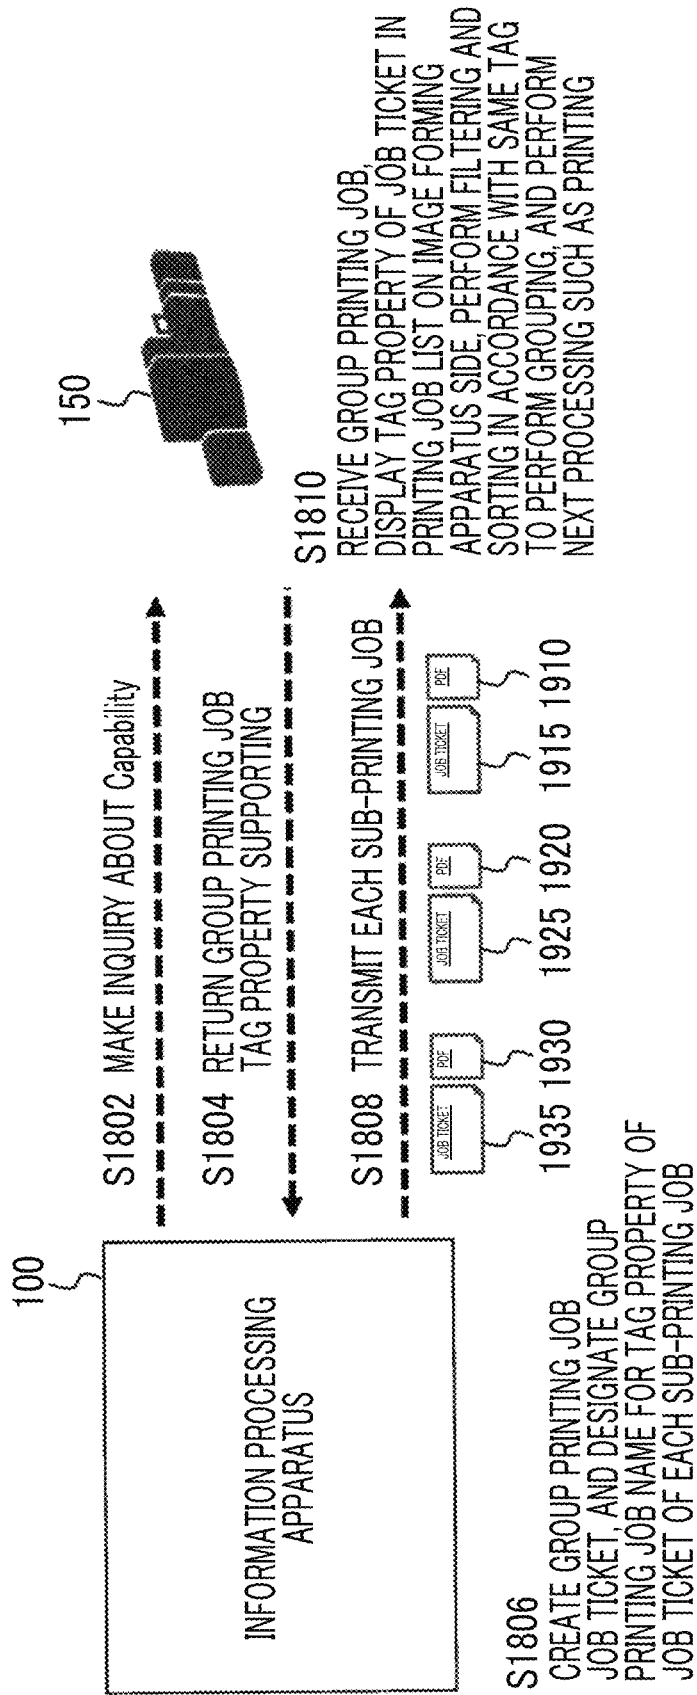 100
INFORMATION PROCESSING
APPARATUS
S1806
CREATE GROUP PRINTING JOB
JOB TICKET, AND DESIGNATE GROUP
PRINTING JOB NAME FOR TAG PROPERTY OF
JOB TICKET OF EACH SUB-PRINTING JOB
S1802 MAKE INQUIRY ABOUT Capability
S1804 RETURN GROUP PRINTING JOB
TAG PROPERTY SUPPORTING
S1808 TRANSMIT EACH SUB-PRINTING JOB
JOB TICKET PDF JOB TICKET PDF JOB TICKET PDF
1935 1930 1925 1920 1915 1910
150
S1810
RECEIVE GROUP PRINTING JOB,
DISPLAY TAG PROPERTY OF JOB TICKET IN
PRINTING JOB LIST ON IMAGE FORMING
APPARATUS SIDE, PERFORM FILTERING AND
SORTING IN ACCORDANCE WITH SAME TAG
TO PERFORM GROUPING, AND PERFORM
NEXT PROCESSING SUCH AS PRINTING